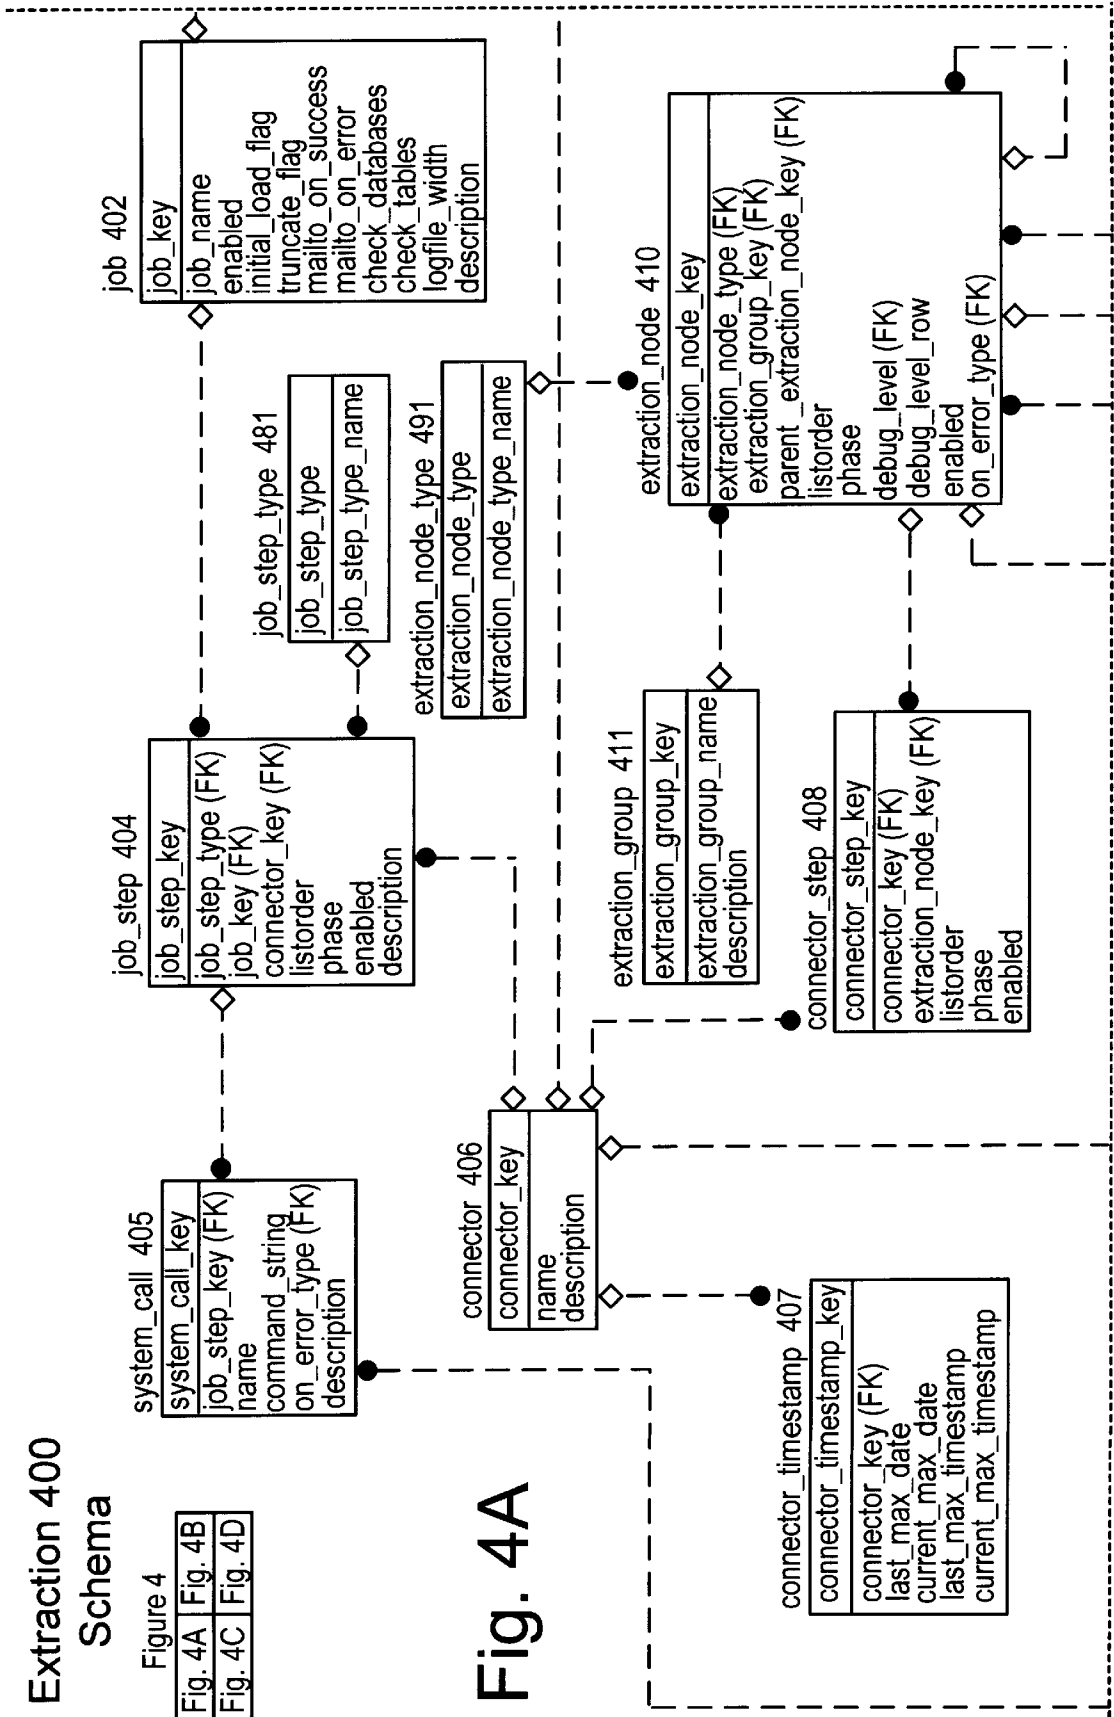 Extraction 400
Schema
Figure 4
Fig. 4A Fig. 4B
Fig. 4C Fig. 4D
Fig. 4A
system_call 405
system_call_key
job_step_key (FK)
name
command_string
on_error_type (FK)
description
job_step 404
job_step_key
job_step_type (FK)
job_key (FK)
connector_key (FK)
listorder
phase
enabled
description
job 402
job_key
job_name
enabled
initial_load_flag
truncate_flag
mailto_on_success
mailto_on_error
check_databases
check_tables
logfile_width
description
job_step_type 481
job_step_type
job_step_type_name
extraction_node_type 491
extraction_node_type
extraction_node_type_name
connector 406
connector_key
name
description
connector_timestamp 407
connector_timestamp_key
connector_key (FK)
last_max_date
current_max_date
last_max_timestamp
current_max_timestamp
extraction_group 411
extraction_group_key
extraction_group_name
description
connector_step 408
connector_step_key
connector_key (FK)
extraction_node_key (FK)
listorder
phase
enabled
extraction_node 410
extraction_node_key
extraction_node_type (FK)
extraction_group_key (FK)
parent_extraction_node_key (FK)
listorder
phase
debug_level (FK)
debug_level_row
enabled
on_error_type (FK)